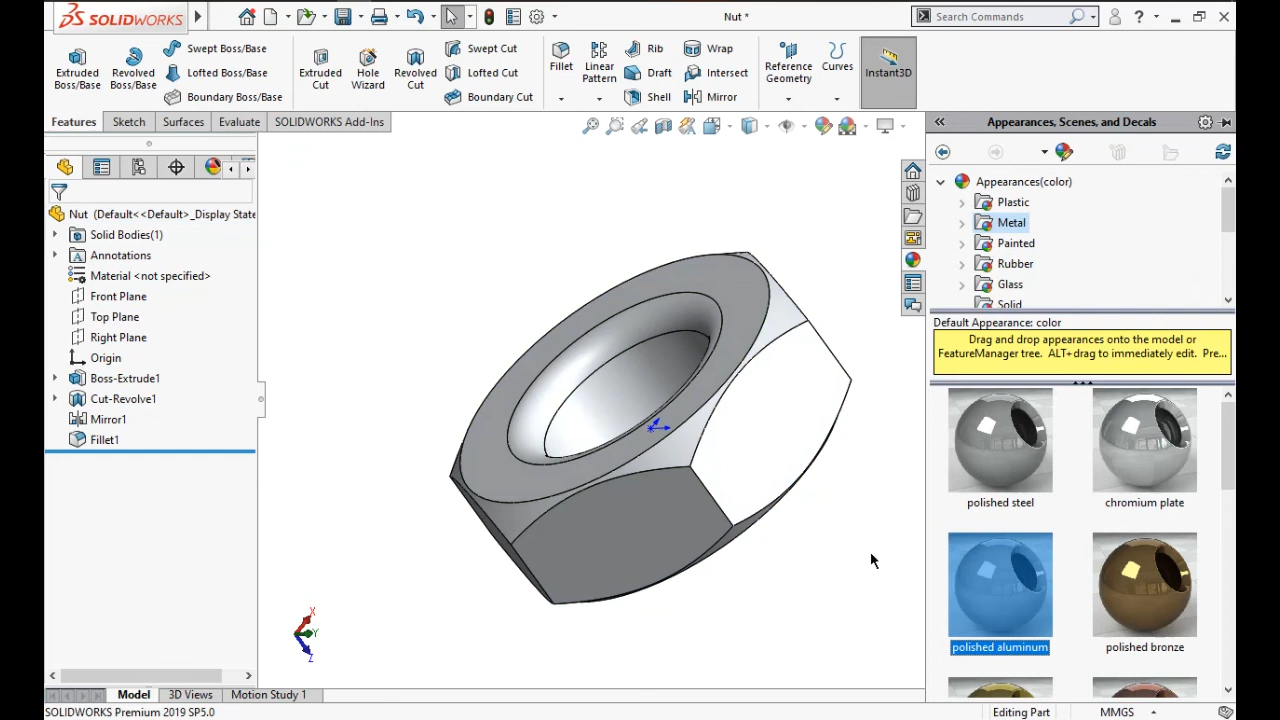 SOLIDWORKS
Nut *
Search Commands
Extruded Boss/Base
Revolved Boss/Base
Swept Boss/Base
Lofted Boss/Base
Boundary Boss/Base
Extruded Cut
Hole Wizard
Revolved Cut
Swept Cut
Lofted Cut
Boundary Cut
Fillet
Linear Pattern
Rib
Draft
Shell
Wrap
Intersect
Mirror
Reference Geometry
Curves
Instant3D
Features
Sketch
Surfaces
Evaluate
SOLIDWORKS Add-Ins
Nut (Default<<Default>_Display State
Solid Bodies(1)
Annotations
Material <not specified>
Front Plane
Top Plane
Right Plane
Origin
Boss-Extrude1
Cut-Revolve1
Mirror1
Fillet1
X
Y
Z
Appearances, Scenes, and Decals
Appearances(color)
Plastic
Metal
Painted
Rubber
Glass
Solid
Default Appearance: color
Drag and drop appearances onto the model or
FeatureManager tree. ALT+drag to immediately edit. Pre...
polished steel
chromium plate
polished aluminum
polished bronze
Model
3D Views
Motion Study 1
SOLIDWORKS Premium 2019 SP5.0
Editing Part
MMGS